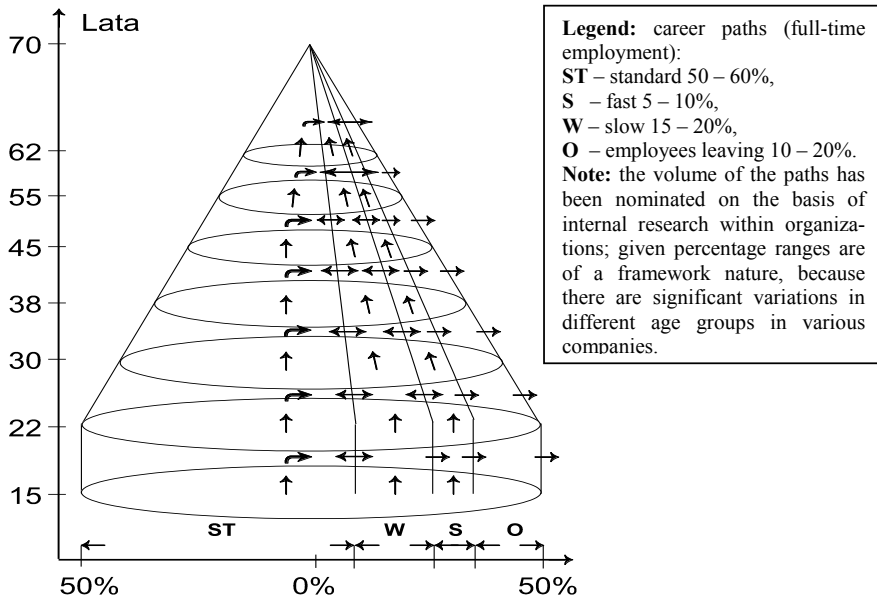 Lata
70
62
55
45
38
30
22
15
ST W S O
50% 0% 50%
Legend: career paths (full-time
employment):
ST – standard 50 – 60%,
S – fast 5 – 10%,
W – slow 15 – 20%,
O – employees leaving 10 – 20%.
Note: the volume of the paths has
been nominated on the basis of
internal research within organiza-
tions; given percentage ranges are
of a framework nature, because
there are significant variations in
different age groups in various
companies.